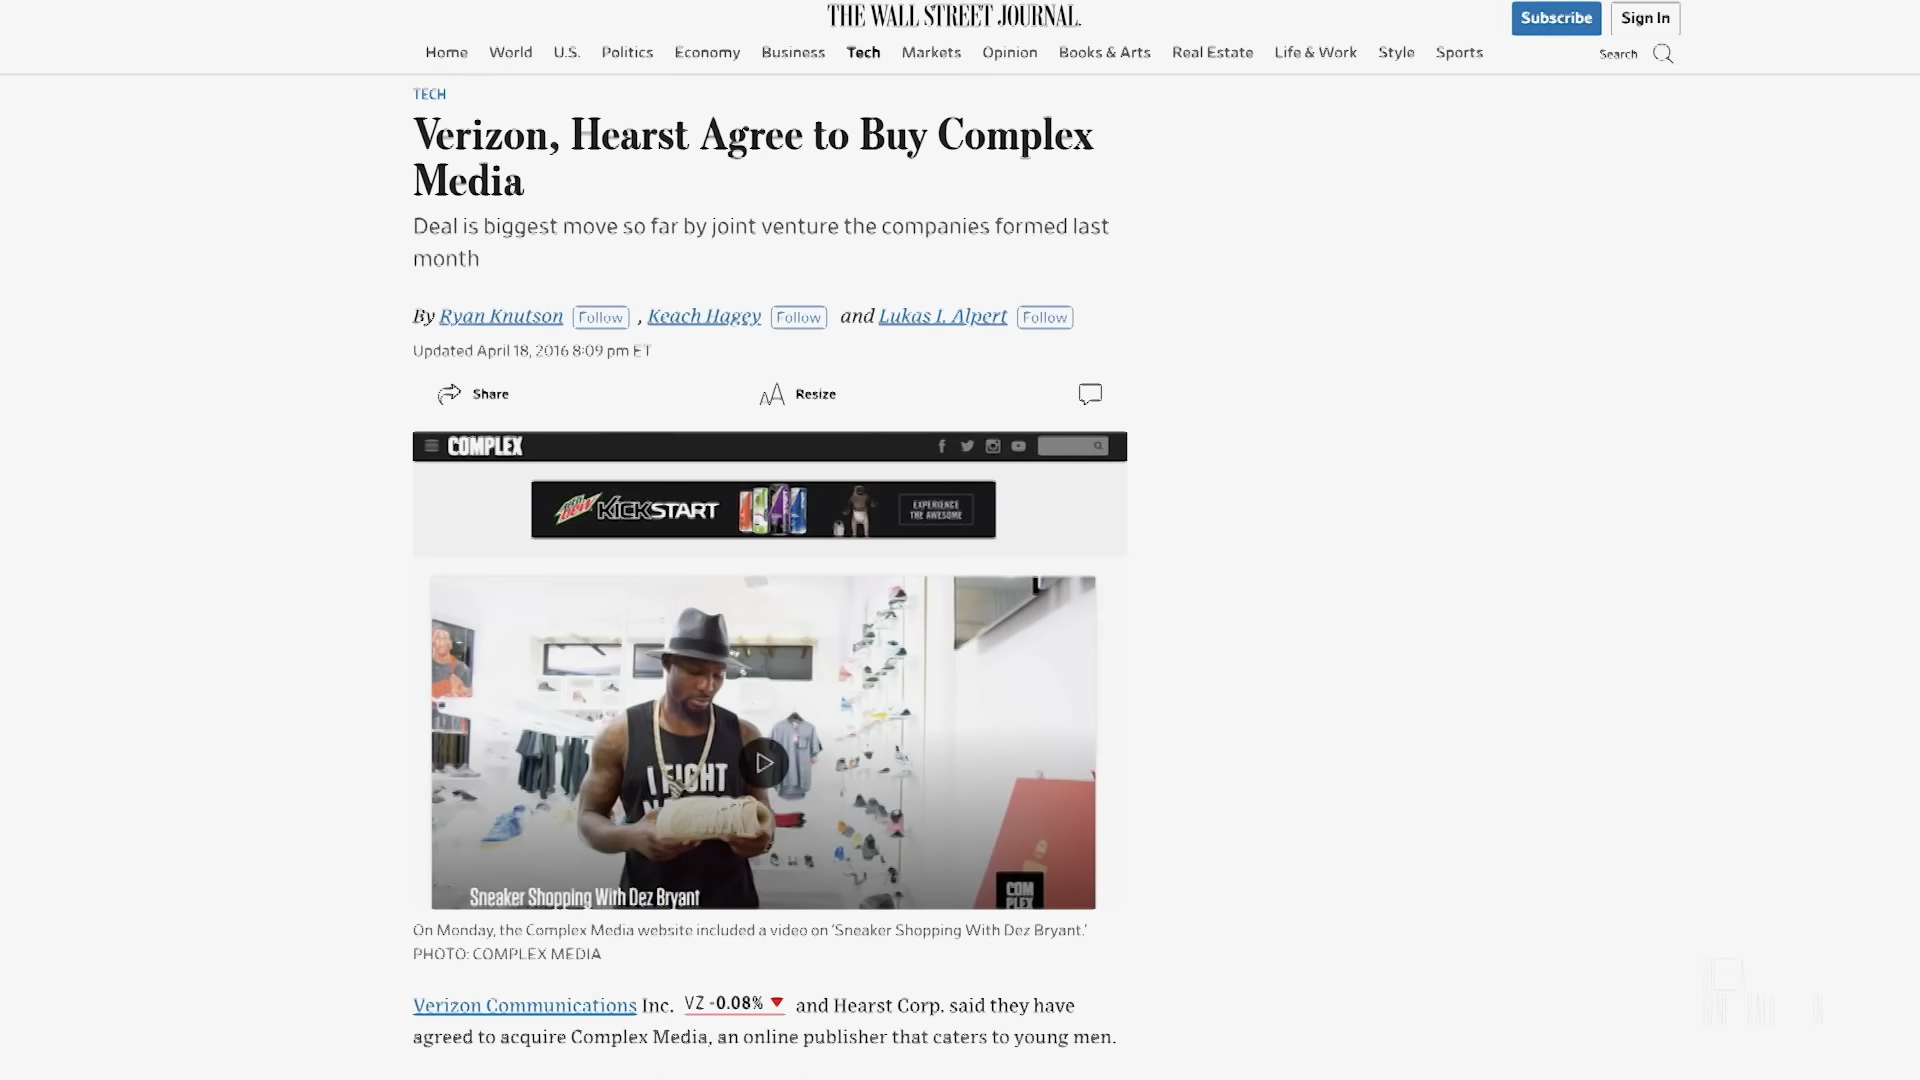 THE WALL STREET JOURNAL.
Subscribe
Sign In
Home World U.S. Politics Economy Business Tech Markets Opinion Books & Arts Real Estate Life & Work Style Sports
Search
TECH
Verizon, Hearst Agree to Buy Complex
Media
Deal is biggest move so far by joint venture the companies formed last
month
By Ryan Knutson Follow , Keach Hagey Follow and Lukas I. Alpert Follow
Updated April 18, 2016 8:09 pm ET
Share
Resize
COMPLEX
KICKSTART
EXPERIENCE
THE AWESOME
I FIGHT
Sneaker Shopping With Dez Bryant
COM
PLEX
On Monday, the Complex Media website included a video on ‘Sneaker Shopping With Dez Bryant.’
PHOTO: COMPLEX MEDIA
Verizon Communications Inc. VZ -0.08% and Hearst Corp. said they have
agreed to acquire Complex Media, an online publisher that caters to young men.